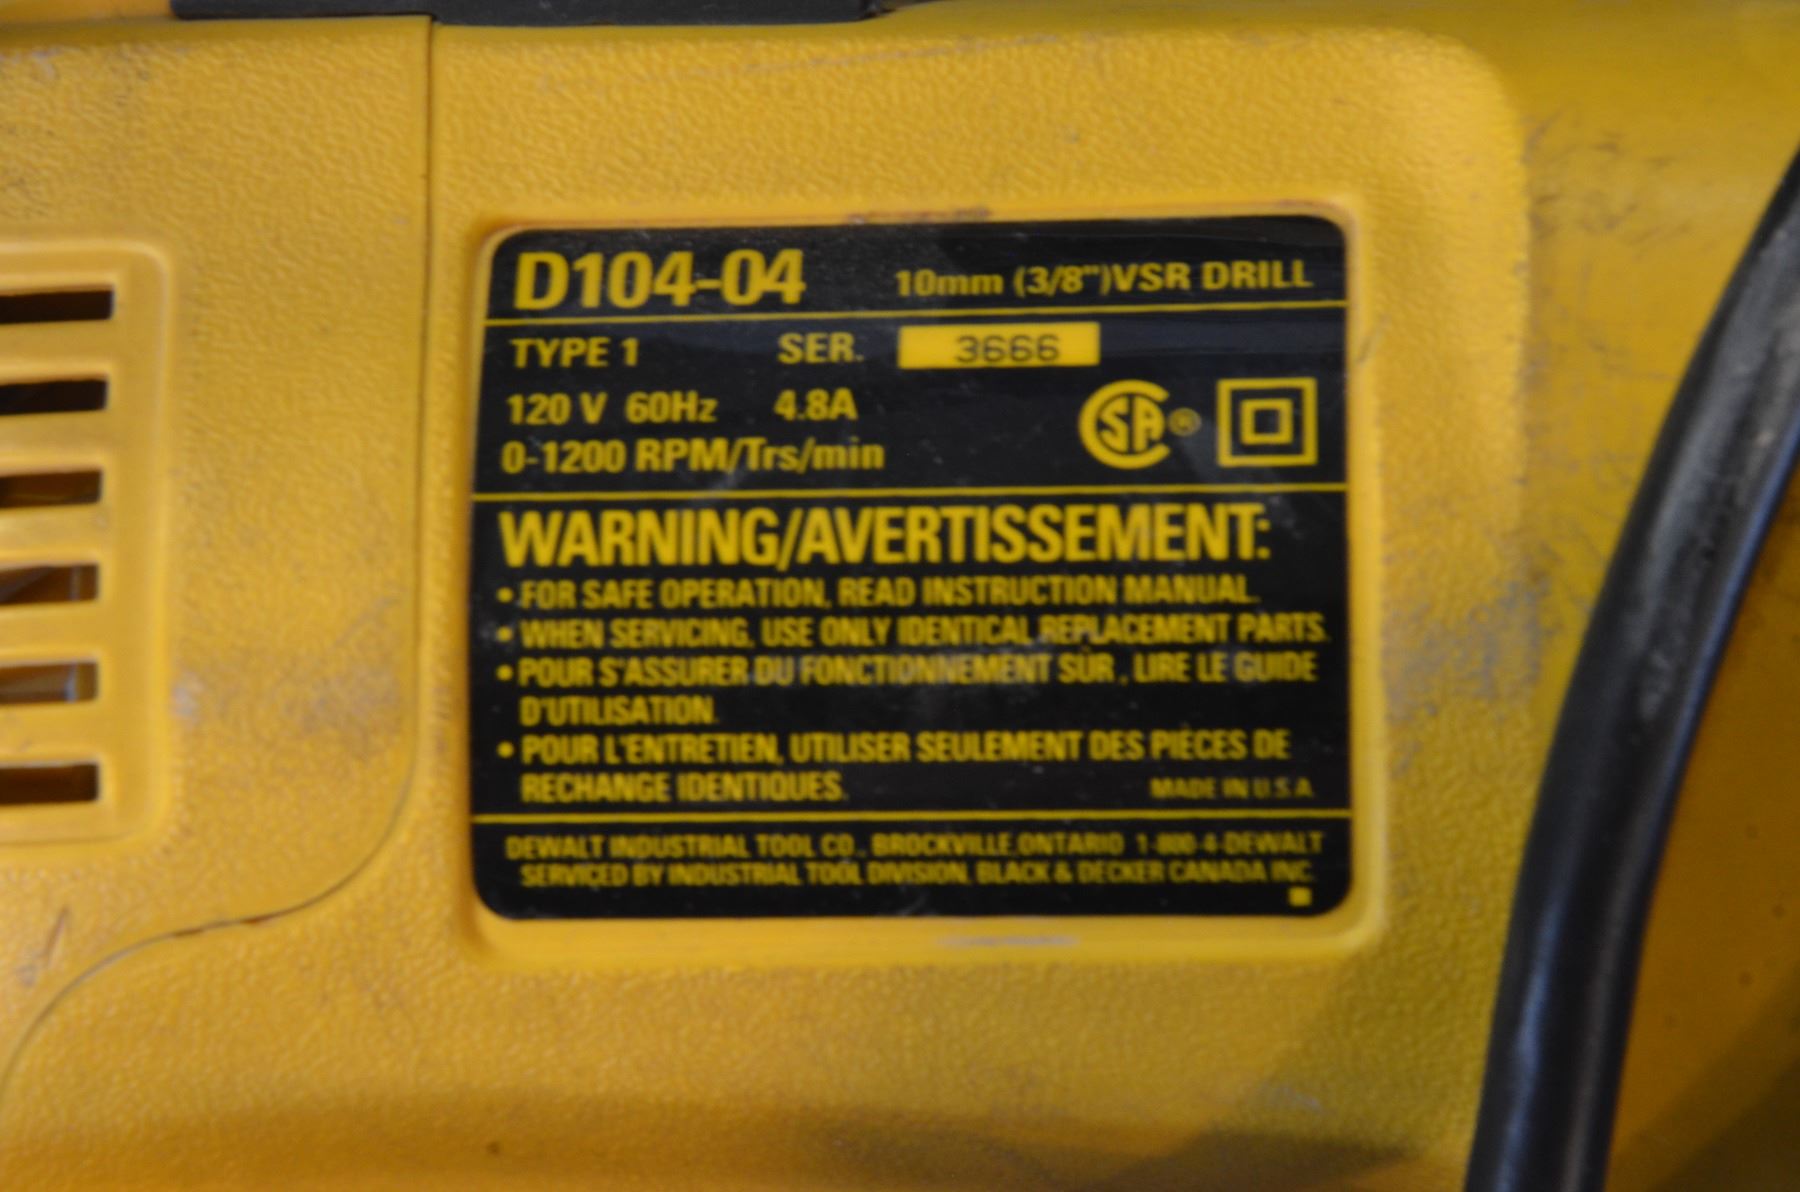 D104-04 10mm (3/8")VSR DRILL
TYPE 1 SER. 3666
120 V 60Hz 4.8A
0-1200 RPM/Trs/min
SA®
WARNING/AVERTISSEMENT:
• FOR SAFE OPERATION, READ INSTRUCTION MANUAL.
• WHEN SERVICING, USE ONLY IDENTICAL REPLACEMENT PARTS.
• POUR S'ASSURER DU FONCTIONNEMENT SÛR, LIRE LE GUIDE
D'UTILISATION.
• POUR L'ENTRETIEN, UTILISER SEULEMENT DES PIÈCES DE
RECHANGE IDENTIQUES.
MADE IN U.S.A.
DEWALT INDUSTRIAL TOOL CO., BROCKVILLE, ONTARIO 1-800-4-DEWALT
SERVICED BY INDUSTRIAL TOOL DIVISION, BLACK & DECKER CANADA INC.